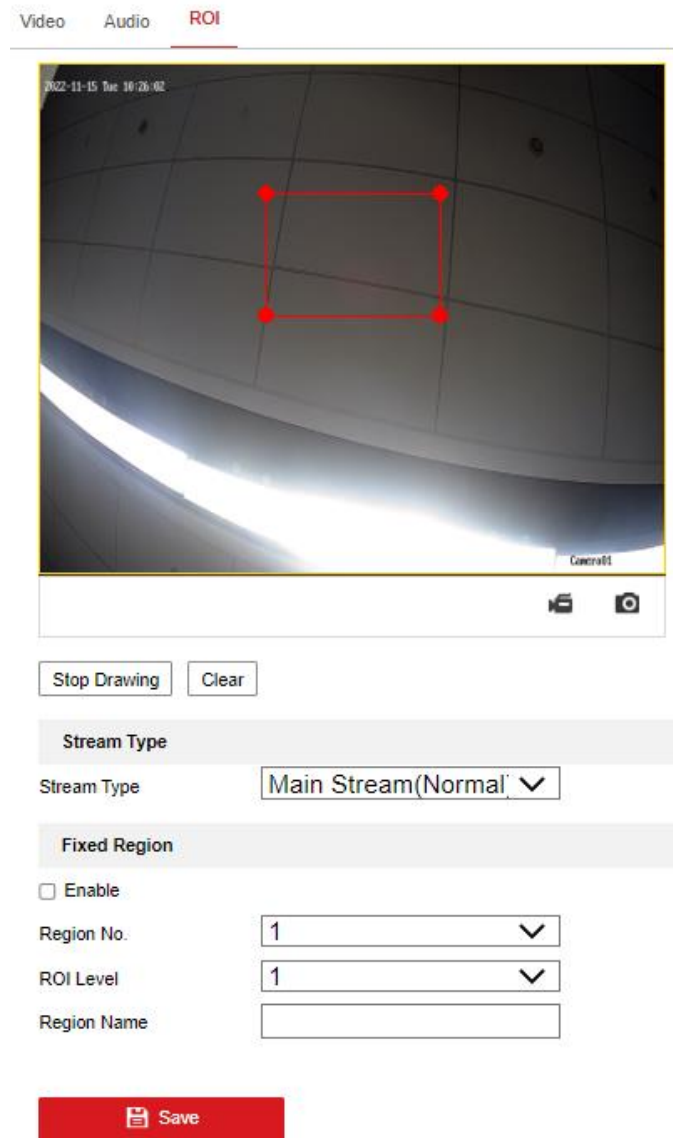 Video Audio ROI
2022-11-15 Tue 10:26:02
Camera01
Stop Drawing Clear
Stream Type
Stream Type Main Stream(Normal)
Fixed Region
Enable
Region No. 1
ROI Level 1
Region Name
Save